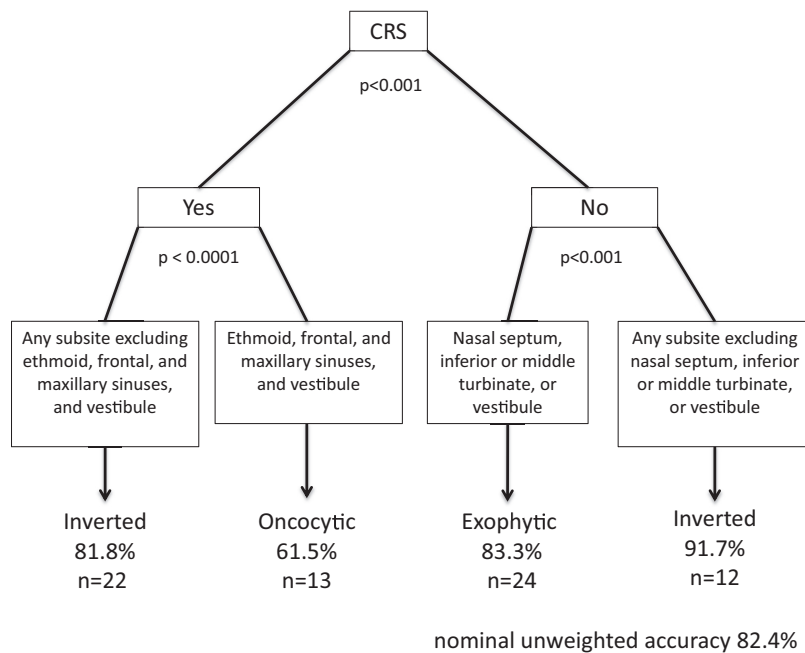 CRS
p<0.001
Yes
No
p < 0.0001
p<0.001
Any subsite excluding
ethmoid, frontal, and
maxillary sinuses,
and vestibule
Ethmoid, frontal, and
maxillary sinuses,
and vestibule
Nasal septum,
inferior or middle
turbinate, or
vestibule
Any subsite excluding
nasal septum, inferior
or middle turbinate,
or vestibule
Inverted
81.8%
n=22
Oncocytic
61.5%
n=13
Exophytic
83.3%
n=24
Inverted
91.7%
n=12
nominal unweighted accuracy 82.4%